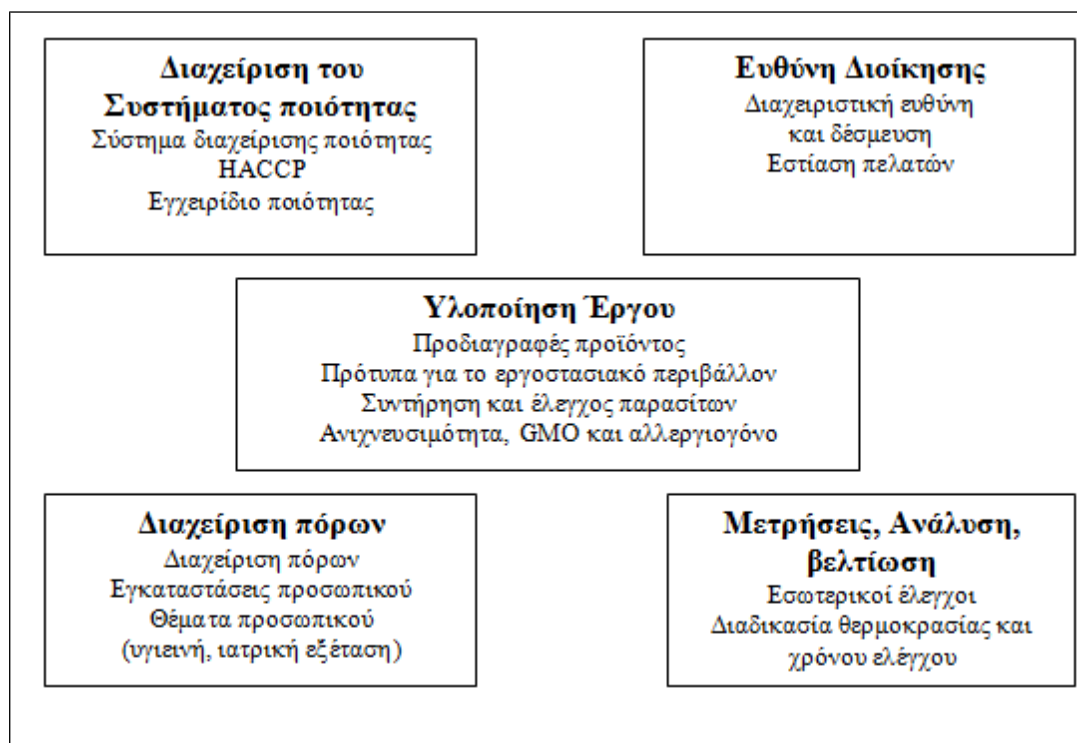 Διαχείριση του
Συστήματος ποιότητας
Σύστημα διαχείρισης ποιότητας
HACCP
Εγχειρίδιο ποιότητας
Ευθύνη Διοίκησης
Διαχειριστική ευθύνη
και δέσμευση
Εστίαση πελατών
Υλοποίηση Έργου
Προδιαγραφές προϊόντος
Πρότυπα για το εργοστασιακό περιβάλλον
Συντήρηση και έλεγχος παρασίτων
Ανιχνευσιμότητα, GMO και αλλεργιογόνο
Διαχείριση πόρων
Διαχείριση πόρων
Εγκαταστάσεις προσωπικού
Θέματα προσωπικού
(υγιεινή, ιατρική εξέταση)
Μετρήσεις, Ανάλυση,
βελτίωση
Εσωτερικοί έλεγχοι
Διαδικασία θερμοκρασίας και
χρόνου ελέγχου